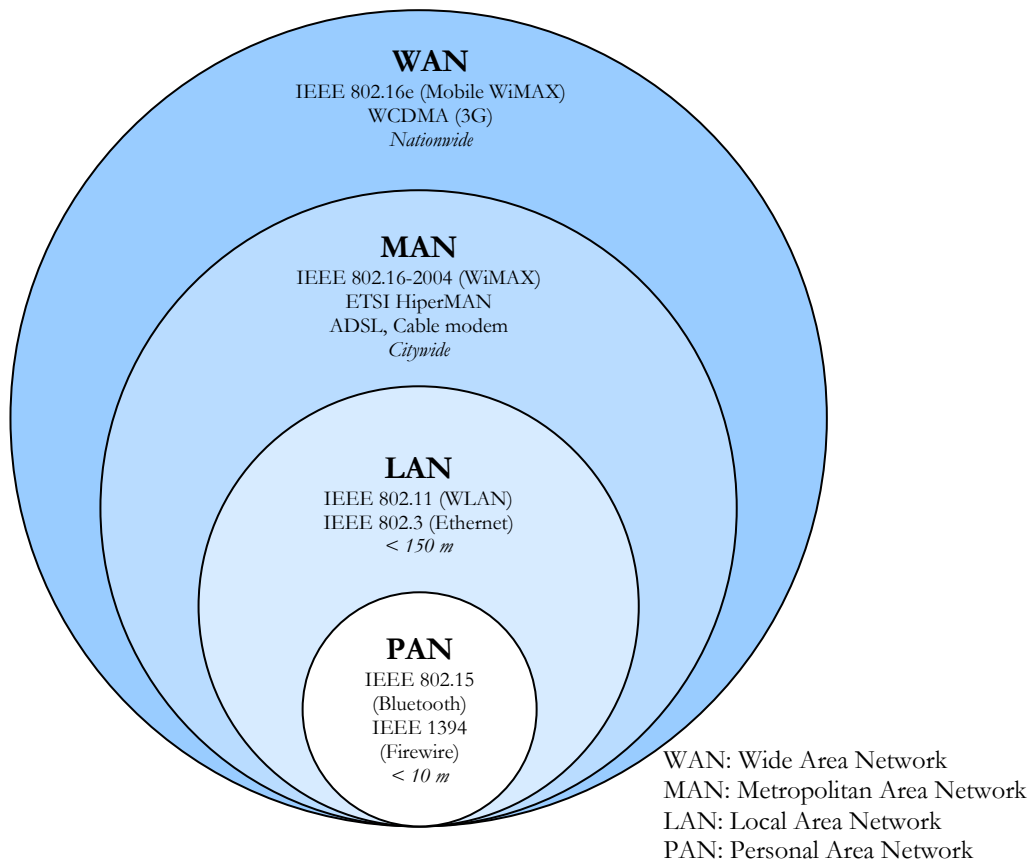 WAN
IEEE 802.16e (Mobile WiMAX)
WCDMA (3G)
Nationwide
MAN
IEEE 802.16-2004 (WiMAX)
ETSI HiperMAN
ADSL, Cable modem
Citywide
LAN
IEEE 802.11 (WLAN)
IEEE 802.3 (Ethernet)
< 150 m
PAN
IEEE 802.15
(Bluetooth)
IEEE 1394
(Firewire)
< 10 m
WAN: Wide Area Network
MAN: Metropolitan Area Network
LAN: Local Area Network
PAN: Personal Area Network